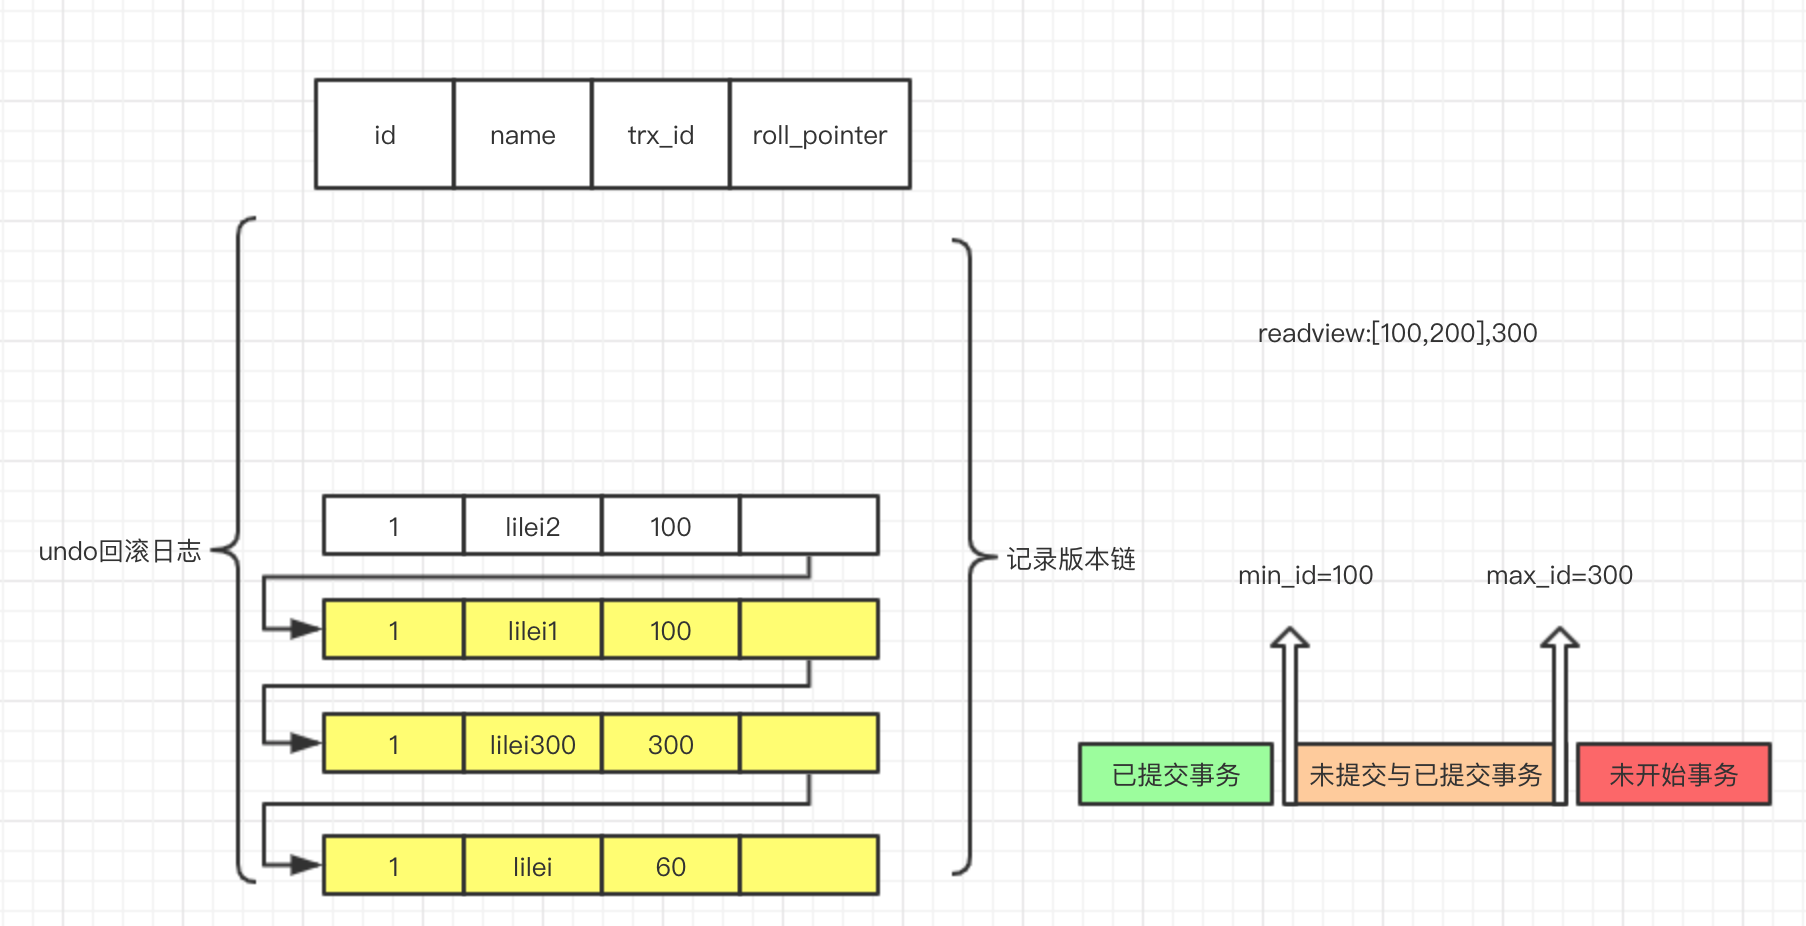 id name trx_id roll_pointer
readview:[100,200],300
1 lilei2 100
undo回滚日志
记录版本链
min_id=100 max_id=300
1 lilei1 100
1 lilei300 300
已提交事务 未提交与已提交事务 未开始事务
1 lilei 60